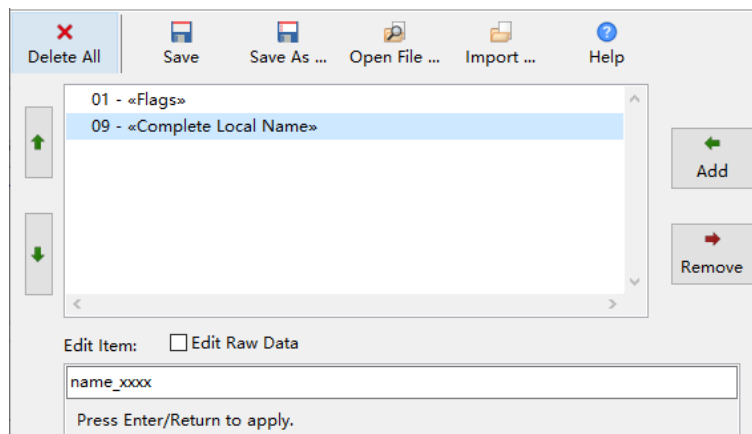 Delete All Save Save As ... Open File ... Import ... Help
01 - «Flags»
09 - «Complete Local Name»
Add
Remove
Edit Item: Edit Raw Data
name_xxxx
Press Enter/Return to apply.